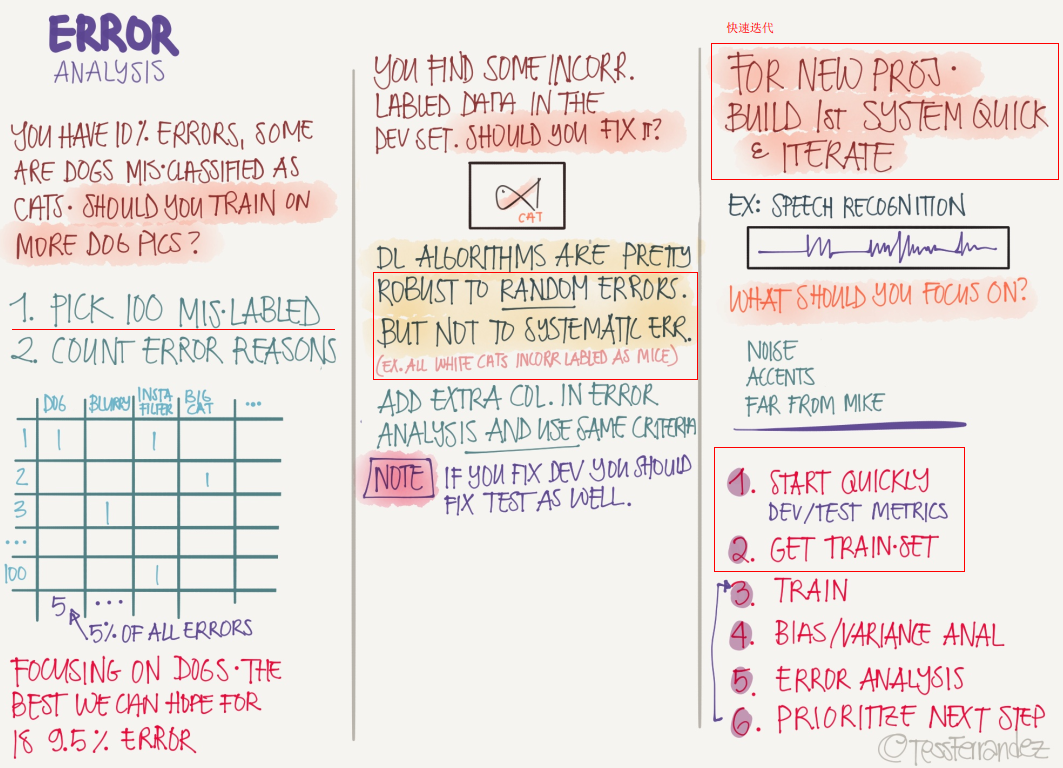 ERROR
ANALYSIS
YOU HAVE 10% ERRORS, SOME
ARE DOGS MIS·CLASSIFIED AS
CATS· SHOULD YOU TRAIN ON
MORE DOG PICS?
1. PICK 100 MIS·LABLED
2. COUNT ERROR REASONS
DOG BLURRY INSTA FILTER BIG CAT ...
1 1 1
2 1
3 1
...
100 1
5 ...
5% OF ALL ERRORS
FOCUSING ON DOGS·THE
BEST WE CAN HOPE FOR
IS 9.5% ERROR
YOU FIND SOME INCORR.
LABLED DATA IN THE
DEV SET. SHOULD YOU FIX IT?
CAT
DL ALGORITHMS ARE PRETTY
ROBUST TO RANDOM ERRORS.
BUT NOT TO SYSTEMATIC ERR.
(EX. ALL WHITE CATS INCORR LABLED AS MICE)
ADD EXTRA COL. IN ERROR
ANALYSIS AND USE SAME CRITERIA
NOTE IF YOU FIX DEV YOU SHOULD
FIX TEST AS WELL.
快速迭代
FOR NEW PROJ·
BUILD 1st SYSTEM QUICK
& ITERATE
EX: SPEECH RECOGNITION
WHAT SHOULD YOU FOCUS ON?
NOISE
ACCENTS
FAR FROM MIKE
1. START QUICKLY
DEV/TEST METRICS
2. GET TRAIN·SET
3. TRAIN
4. BIAS/VARIANCE ANAL
5. ERROR ANALYSIS
6. PRIORITIZE NEXT STEP
©TessFerrandez